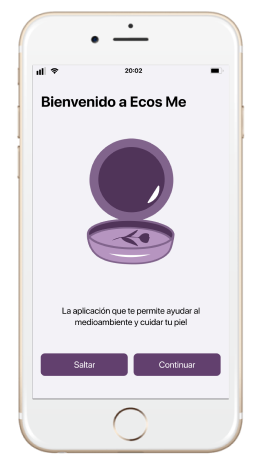 20:02
Bienvenido a Ecos Me
La aplicación que te permite ayudar al
medioambiente y cuidar tu piel
Saltar
Continuar